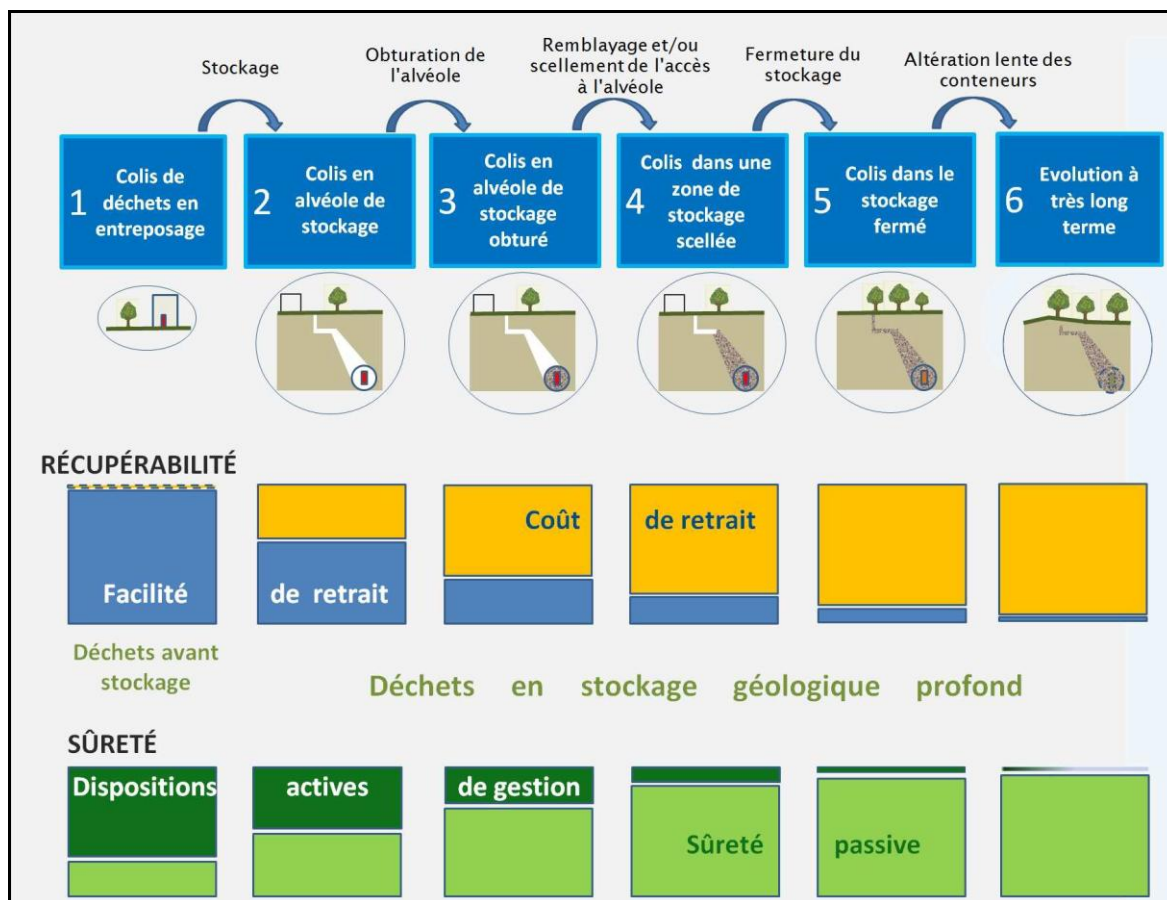 Stockage
Obturation de
l'alvéole
Remblayage et/ou
scellement de l'accès
à l'alvéole
Fermeture du
stockage
Altération lente des
conteneurs
1
Colis de
déchets en
entreposage
2
Colis en
alvéole de
stockage
3
Colis en
alvéole de
stockage
obturé
4
Colis dans une
zone de
stockage
scellée
5
Colis dans le
stockage
fermé
6
Evolution à
très long
terme
RÉCUPÉRABILITÉ
Coût de retrait
Facilité de retrait
Déchets avant
stockage
Déchets en stockage géologique profond
SÛRETÉ
Dispositions actives de gestion
Sûreté passive